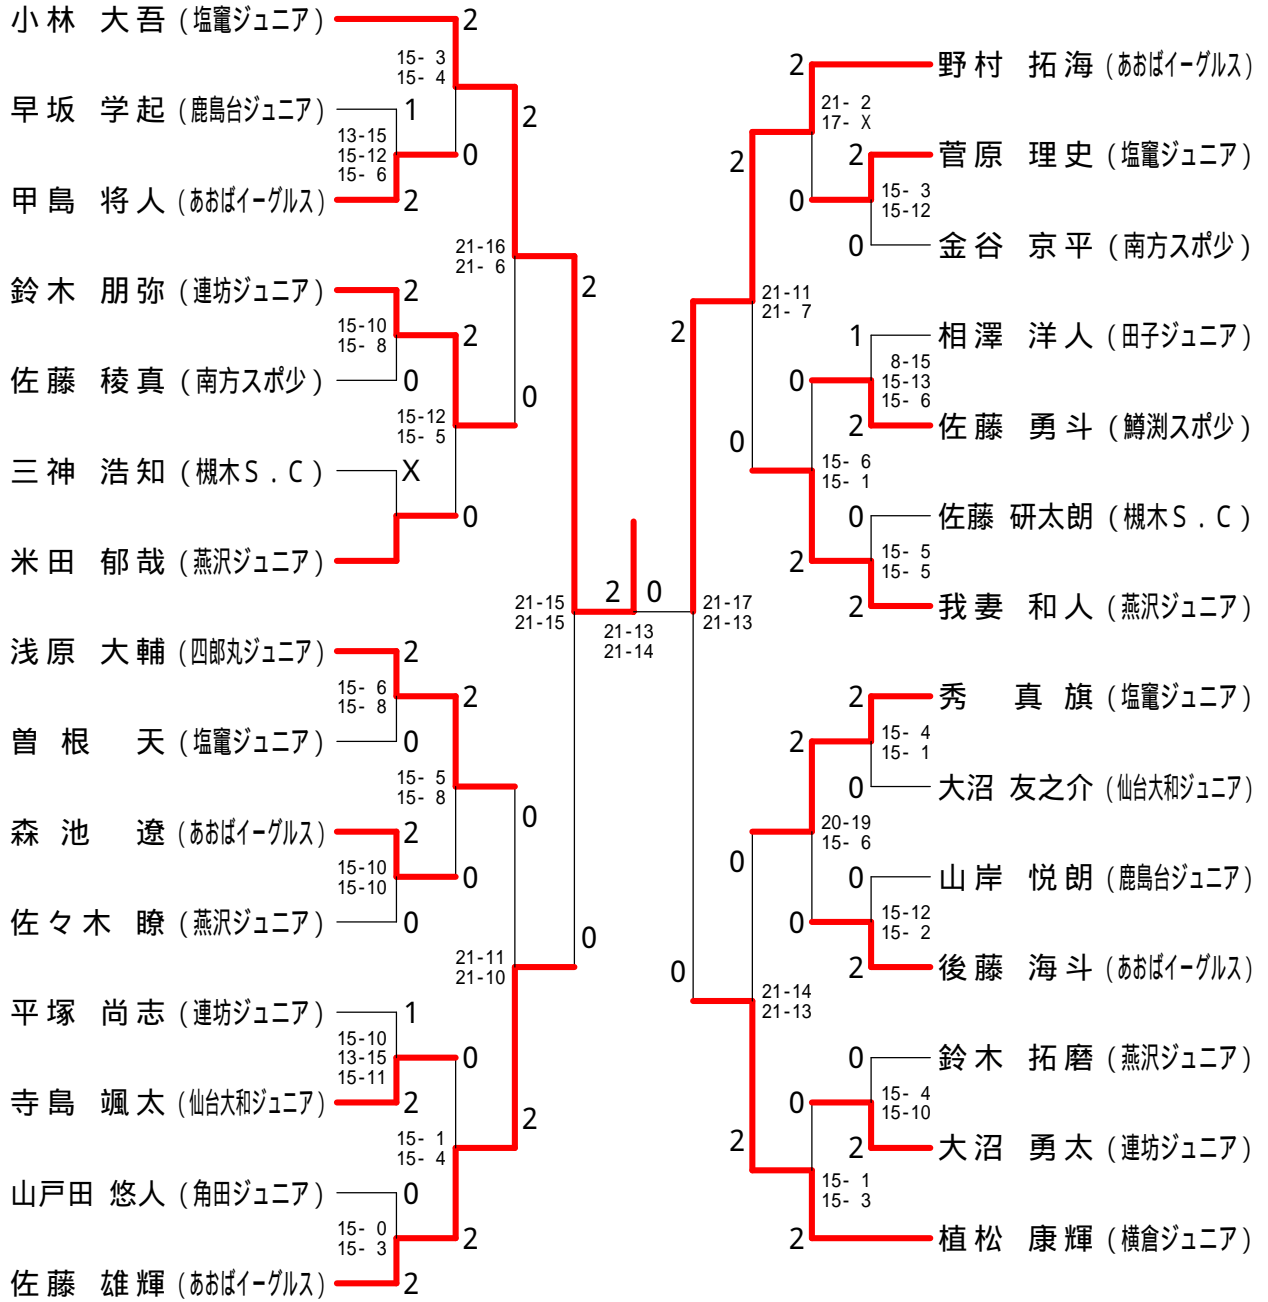 小林 大吾 (塩竈ジュニア) 2
15- 3
15- 4
早坂 学起 (鹿島台ジュニア) 1
2
13-15
15-12
15- 6
0
甲島 将人 (あおばイーグルス) 2
21-16
21- 6
鈴木 朋弥 (連坊ジュニア) 2
2
15-10
15- 8
2
佐藤 稜真 (南方スポ少) 0
0
15-12
15- 5
三神 浩知 (槻木S.C) X
0
米田 郁哉 (燕沢ジュニア)
21-15
21-15
浅原 大輔 (四郎丸ジュニア) 2
15- 6
15- 8
2
曽根 天 (塩竈ジュニア) 0
15- 5
15- 8
0
森池 遼 (あおばイーグルス) 2
15-10
15-10
0
佐々木 瞭 (燕沢ジュニア) 0
0
21-11
21-10
平塚 尚志 (連坊ジュニア) 1
15-10
13-15
15-11
0
寺島 颯太 (仙台大和ジュニア) 2
2
15- 1
15- 4
山戸田 悠人 (角田ジュニア) 0
15- 0
15- 3
2
佐藤 雄輝 (あおばイーグルス) 2
2 0
21-13
21-14
2 野村 拓海 (あおばイーグルス)
21- 2
17- X
2
2 菅原 理史 (塩竈ジュニア)
0
15- 3
15-12
0 金谷 京平 (南方スポ少)
21-11
21- 7
2
1 相澤 洋人 (田子ジュニア)
8-15
15-13
15- 6
0
2 佐藤 勇斗 (鱒渕スポ少)
0
15- 6
15- 1
0 佐藤 研太朗 (槻木S.C)
2
15- 5
15- 5
2 我妻 和人 (燕沢ジュニア)
21-17
21-13
2 秀 真旗 (塩竈ジュニア)
2
15- 4
15- 1
0 大沼 友之介 (仙台大和ジュニア)
20-19
15- 6
0
0 山岸 悦朗 (鹿島台ジュニア)
0
15-12
15- 2
2 後藤 海斗 (あおばイーグルス)
0
21-14
21-13
0 鈴木 拓磨 (燕沢ジュニア)
0
15- 4
15-10
2 大沼 勇太 (連坊ジュニア)
2
15- 1
15- 3
2 植松 康輝 (横倉ジュニア)